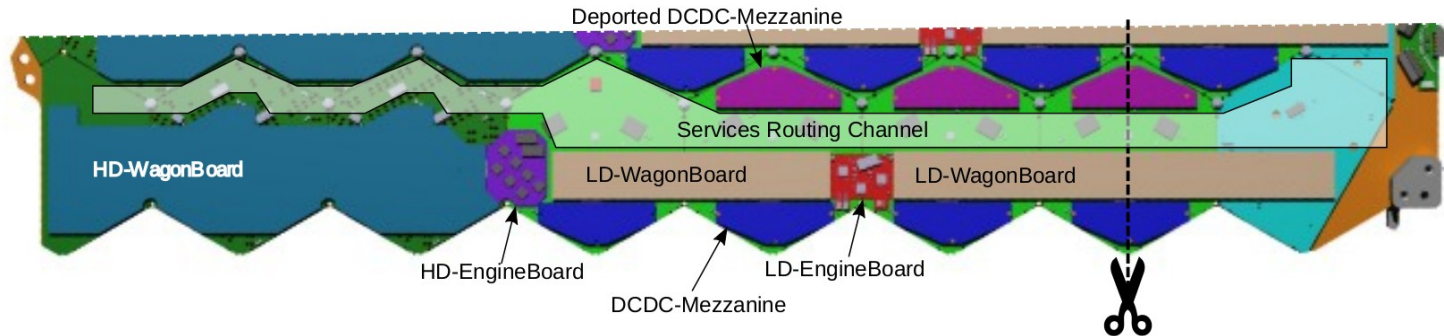 Deported DCDC-Mezzanine
Services Routing Channel
HD-WagonBoard
LD-WagonBoard
LD-WagonBoard
HD-EngineBoard
LD-EngineBoard
DCDC-Mezzanine